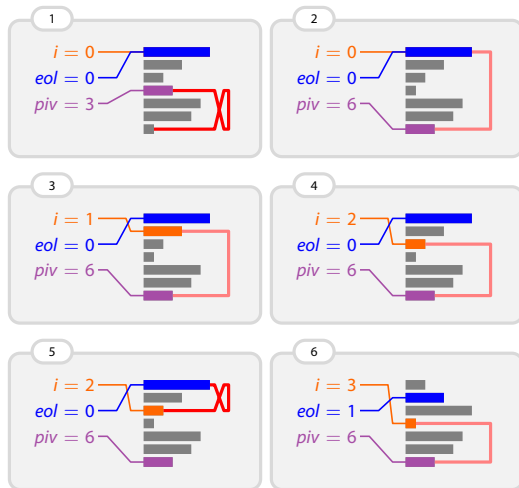 1
i = 0
eol = 0
piv = 3
2
i = 0
eol = 0
piv = 6
3
i = 1
eol = 0
piv = 6
4
i = 2
eol = 0
piv = 6
5
i = 2
eol = 0
piv = 6
6
i = 3
eol = 1
piv = 6